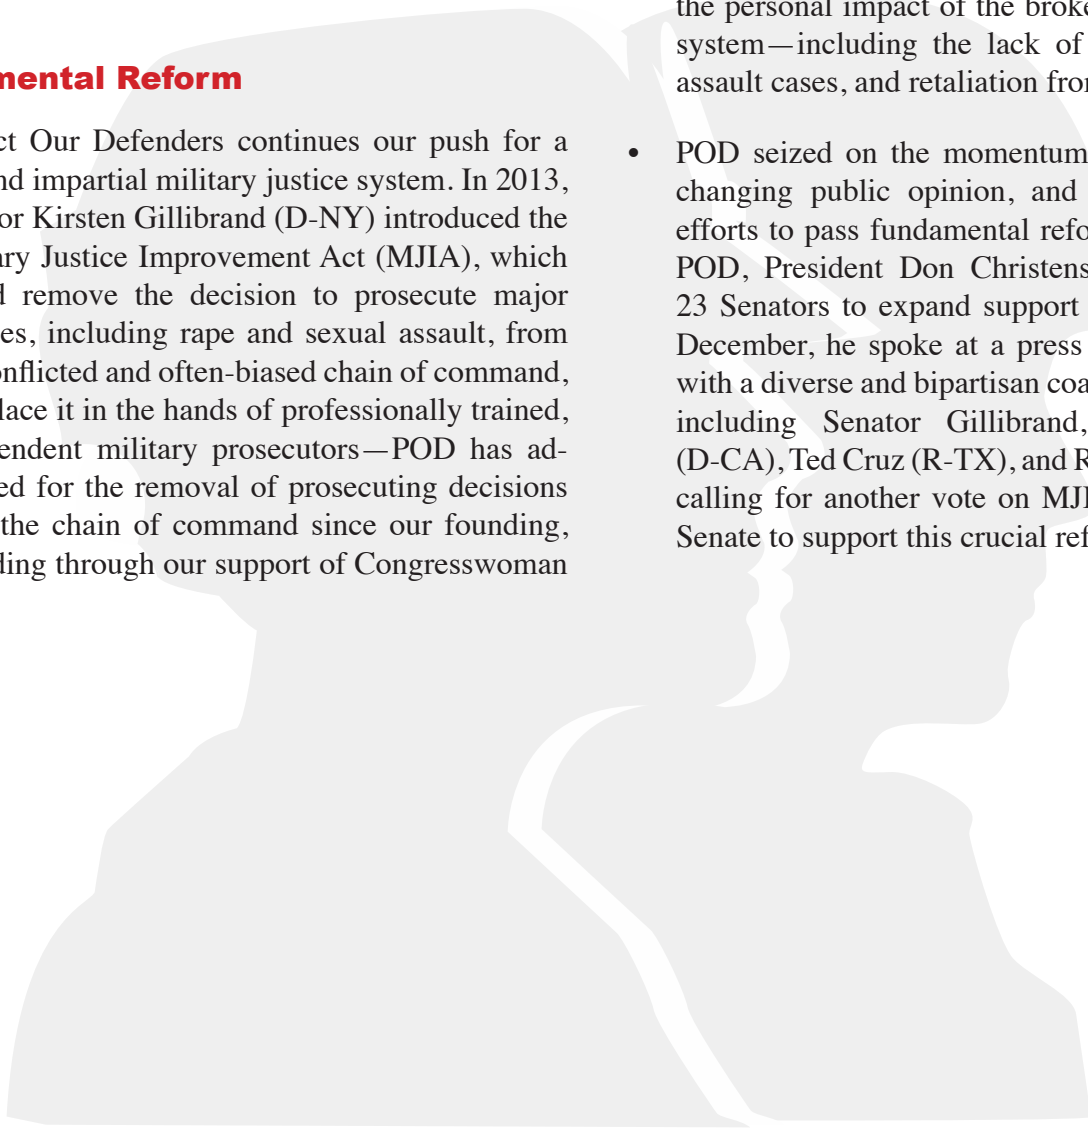 mental Reform
ct Our Defenders continues our push for a
nd impartial military justice system. In 2013,
or Kirsten Gillibrand (D-NY) introduced the
ary Justice Improvement Act (MJIA), which
d remove the decision to prosecute major
es, including rape and sexual assault, from
onflicted and often-biased chain of command,
lace it in the hands of professionally trained,
endent military prosecutors—POD has ad-
ed for the removal of prosecuting decisions
the chain of command since our founding,
ding through our support of Congresswoman
the personal impact of the broke
system—including the lack of
assault cases, and retaliation from
• POD seized on the momentum
changing public opinion, and
efforts to pass fundamental refo
POD, President Don Christens
23 Senators to expand support
December, he spoke at a press
with a diverse and bipartisan coa
including Senator Gillibrand,
(D-CA), Ted Cruz (R-TX), and R
calling for another vote on MJI
Senate to support this crucial ref